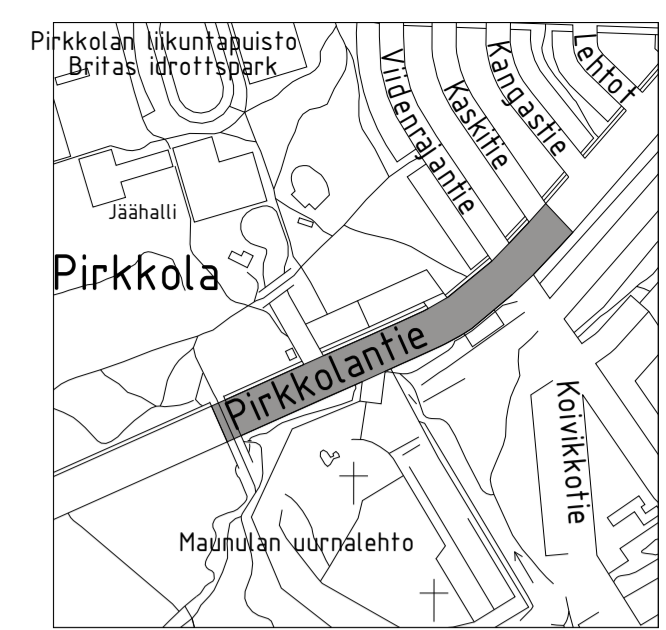 Pirkkolan liikuntapuisto
Britas idrottspark
Viidenrajantie
Kaskitie
Kangastie
Lehtot
Jäähalli
Pirkkola
Pirkkolantie
Koivikkotie
Maunulan uurnalehto